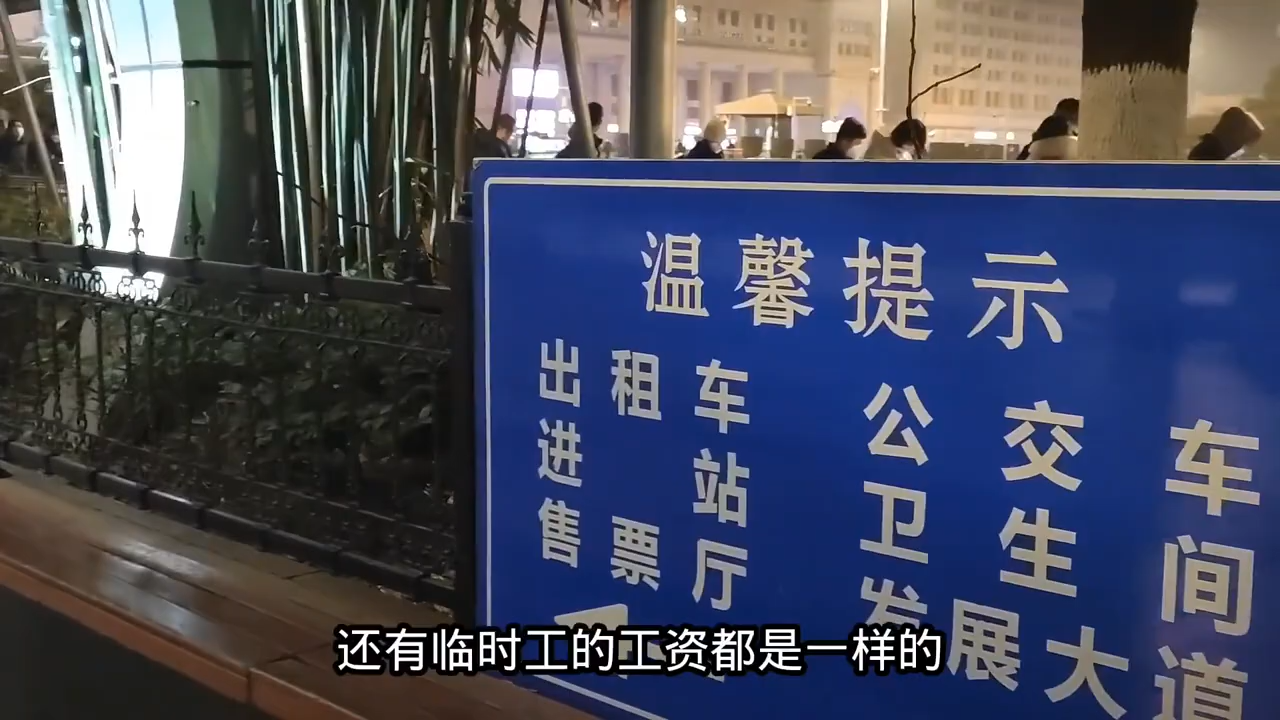 温馨提示
出租车 公交车
进站 卫生间
售票厅 发展大道
还有临时工的工资都是一样的